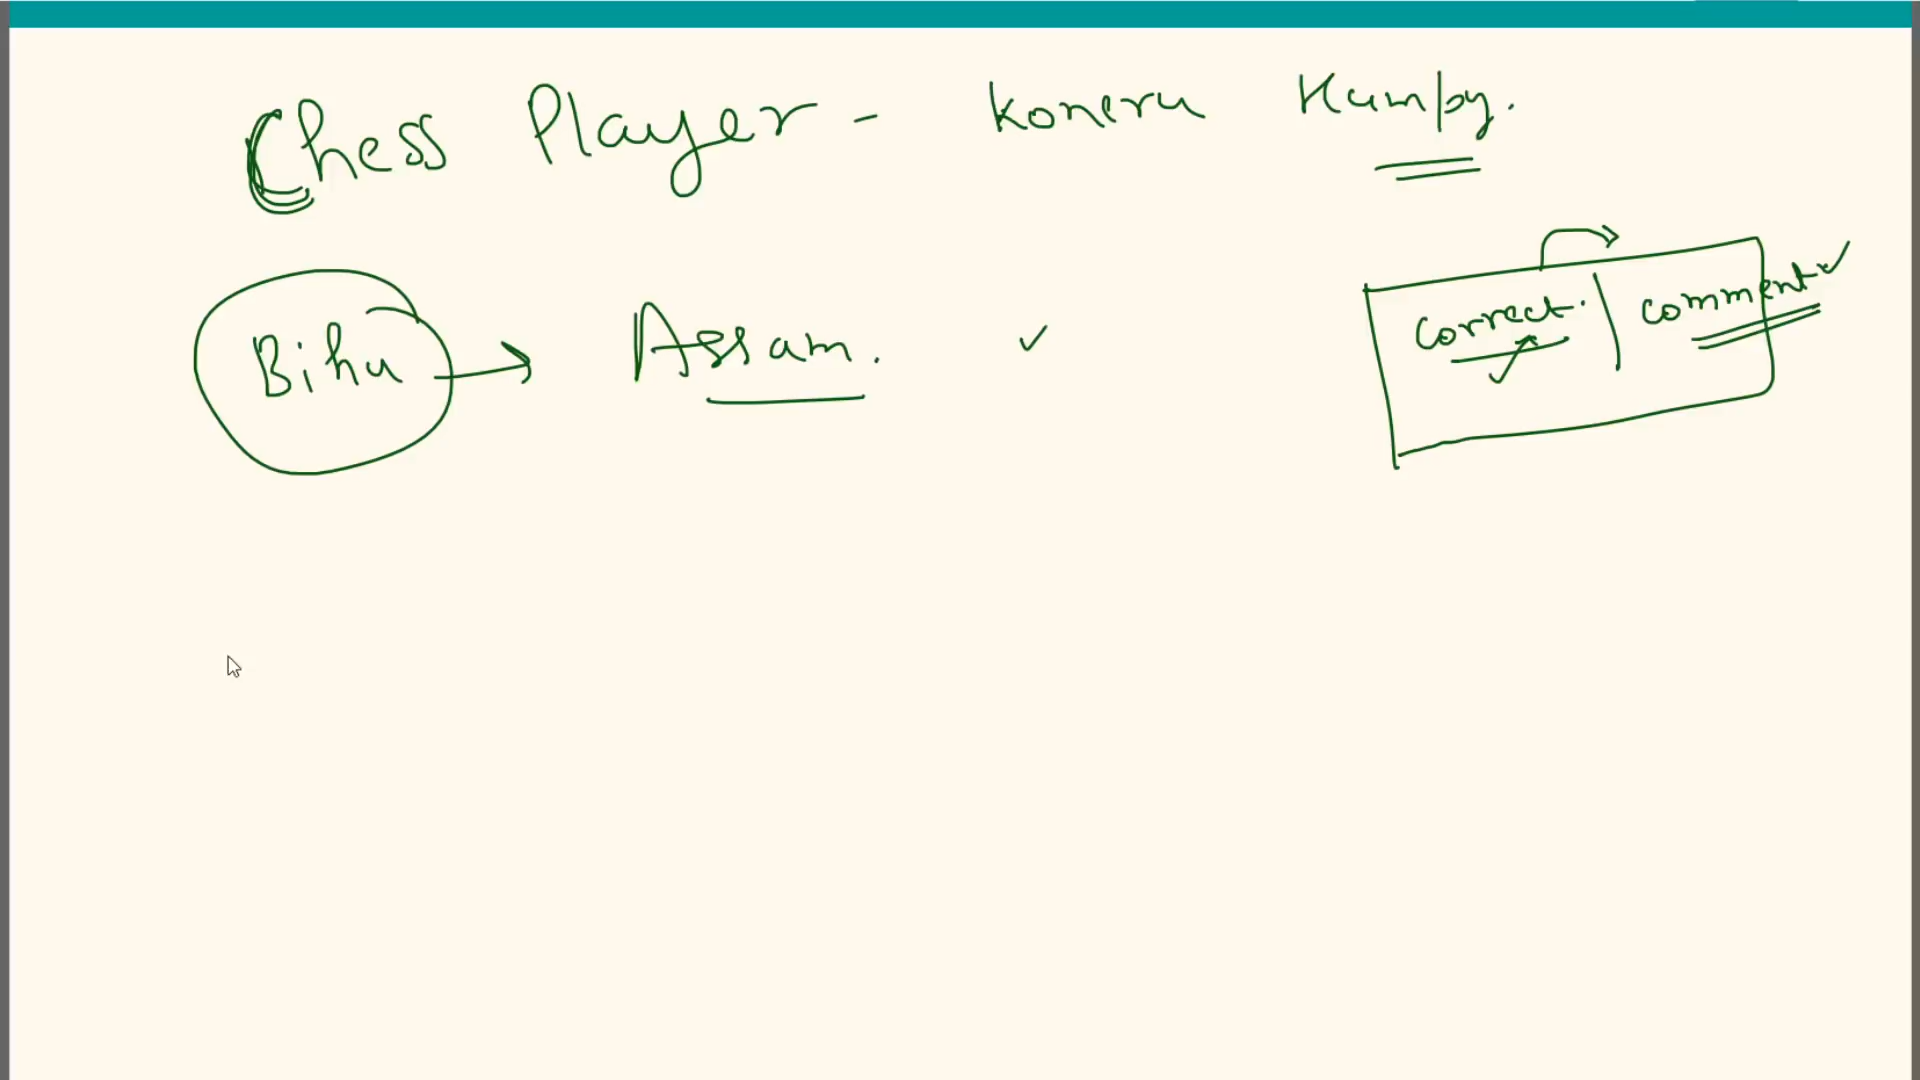 Chess Player - Koneru Humpy.
Bihu → Assam. ✓
correct. | comment ✓